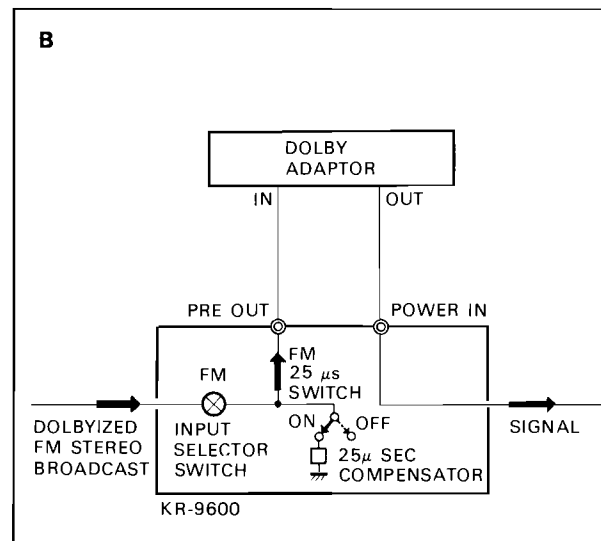 B
DOLBY
ADAPTOR
IN
OUT
PRE OUT
POWER IN
FM
FM
25 µs
SWITCH
ON
OFF
DOLBYIZED
FM STEREO
BROADCAST
INPUT
SELECTOR
SWITCH
25µ SEC
COMPENSATOR
SIGNAL
KR-9600